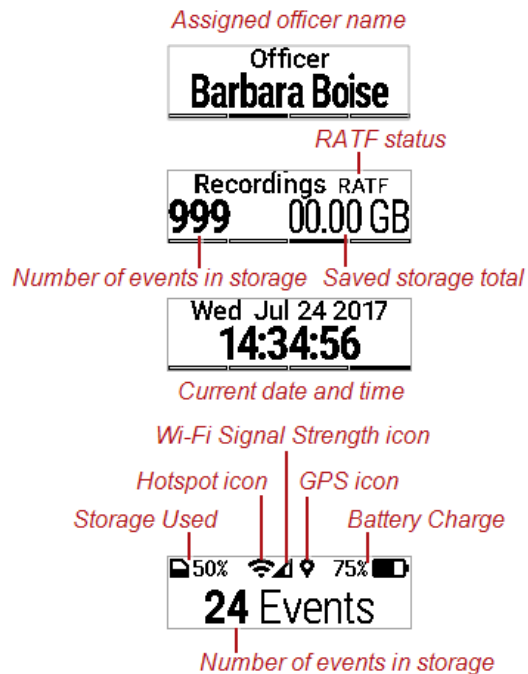 Assigned officer name
Officer
Barbara Boise
RATF status
Recordings RATF
999 00.00 GB
Number of events in storage Saved storage total
Wed Jul 24 2017
14:34:56
Current date and time
Wi-Fi Signal Strength icon
Hotspot icon GPS icon
Storage Used Battery Charge
50% 75%
24 Events
Number of events in storage